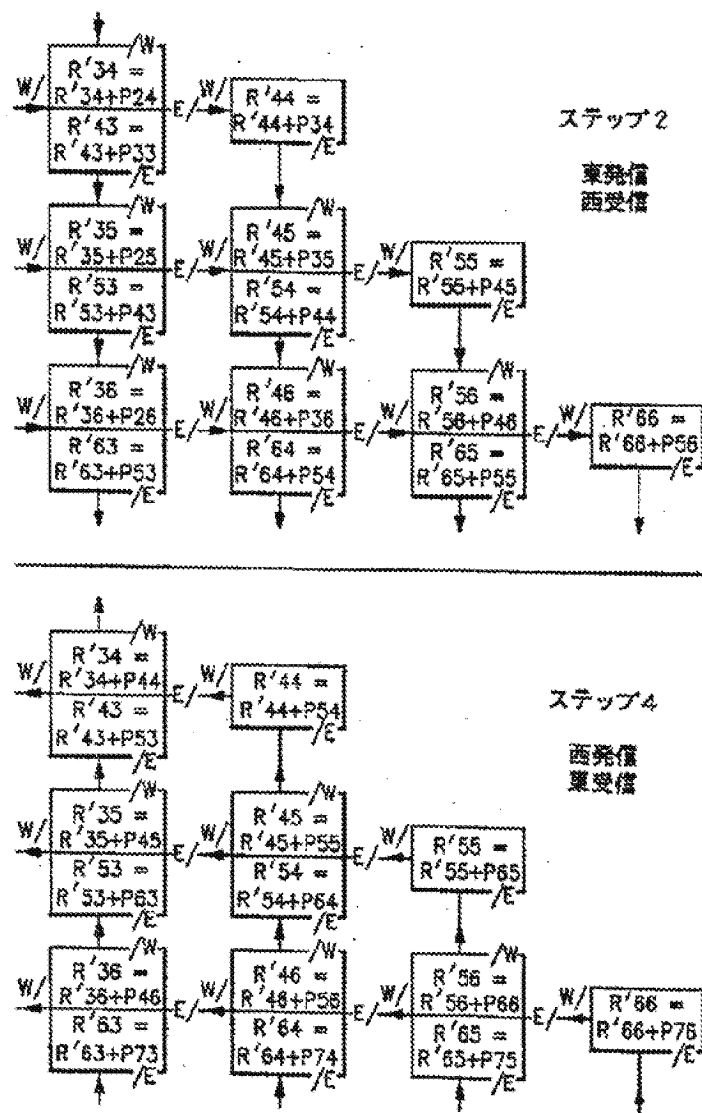 /W
R'34 =
R'34+P24
W/
R'43 =
R'43+P33
/E
E/
R'44 =
R'44+P34
/E
ステップ2
東発信
西受信
/W
R'35 =
R'35+P25
W/
R'53 =
R'53+P43
/E
E/ W/
/W
R'45 =
R'45+P35
R'54 =
R'54+P44
/E
E/ W/
R'55 =
R'55+P45
/E
/W
R'36 =
R'36+P26
W/
R'63 =
R'63+P53
/E
E/ W/
/W
R'46 =
R'46+P36
R'64 =
R'64+P54
/E
E/ W/
/W
R'56 =
R'56+P46
R'65 =
R'65+P55
/E
E/ W/
R'66 =
R'66+P56
/E
/W
R'34 =
R'34+P44
W/
R'43 =
R'43+P53
/E
E/ W/
R'44 =
R'44+P54
/E
ステップ4
西発信
東受信
/W
R'35 =
R'35+P45
W/
R'53 =
R'53+P63
/E
E/ W/
/W
R'45 =
R'45+P55
R'54 =
R'54+P64
/E
E/ W/
R'55 =
R'55+P65
/E
/W
R'36 =
R'36+P46
W/
R'63 =
R'63+P73
/E
E/ W/
/W
R'46 =
R'46+P56
R'64 =
R'64+P74
/E
E/ W/
/W
R'56 =
R'56+P66
R'65 =
R'65+P75
/E
E/ W/
R'66 =
R'66+P76
/E